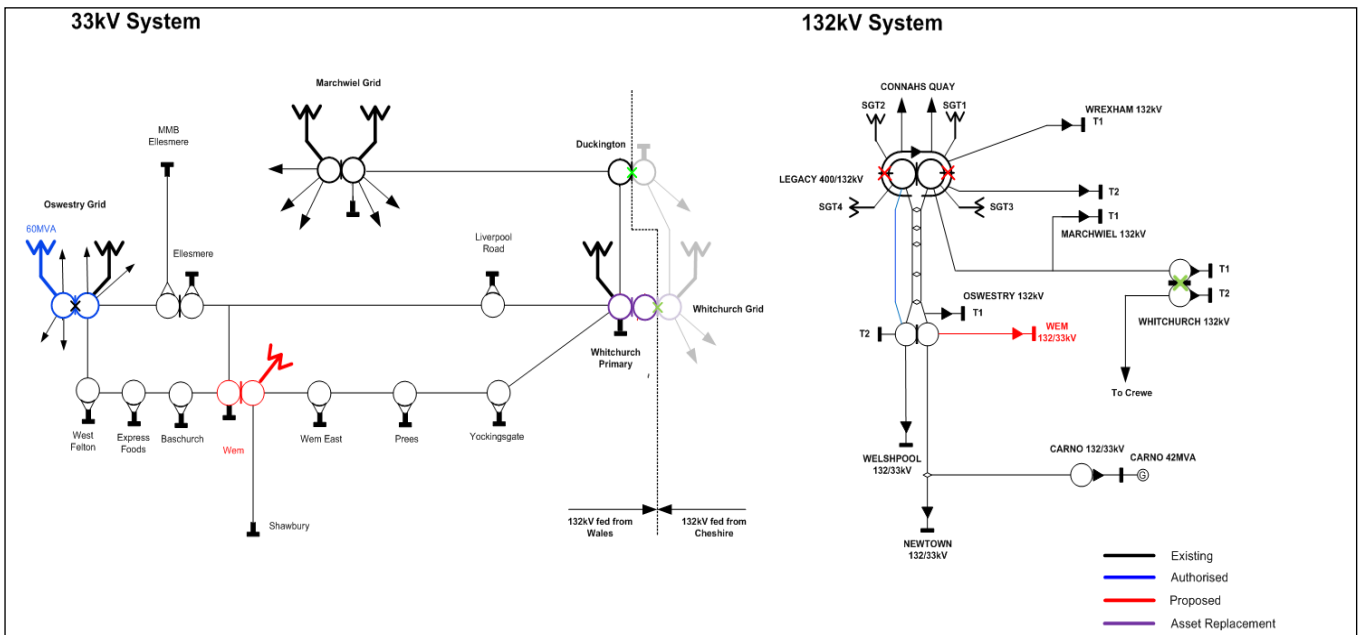 33kV System
132kV System
Marchwiel Grid
MMB
Ellesmere
Duckington
Oswestry Grid
60MVA
Ellesmere
Liverpool
Road
Whitchurch Grid
Whitchurch
Primary
West
Felton
Express
Foods
Baschurch
Wem
Wem East
Prees
Yockingsgate
Shawbury
132kV fed from
Wales
132kV fed from
Cheshire
CONNAHS QUAY
SGT2
SGT1
WREXHAM 132kV
T1
LEGACY 400/132kV
T2
SGT4
SGT3
T1
MARCHWIEL 132kV
T1
T2
WHITCHURCH 132kV
OSWESTRY 132kV
T1
T2
WEM
132/33kV
To Crewe
WELSHPOOL
132/33kV
CARNO 132/33kV
CARNO 42MVA
G
NEWTOWN
132/33kV
Existing
Authorised
Proposed
Asset Replacement